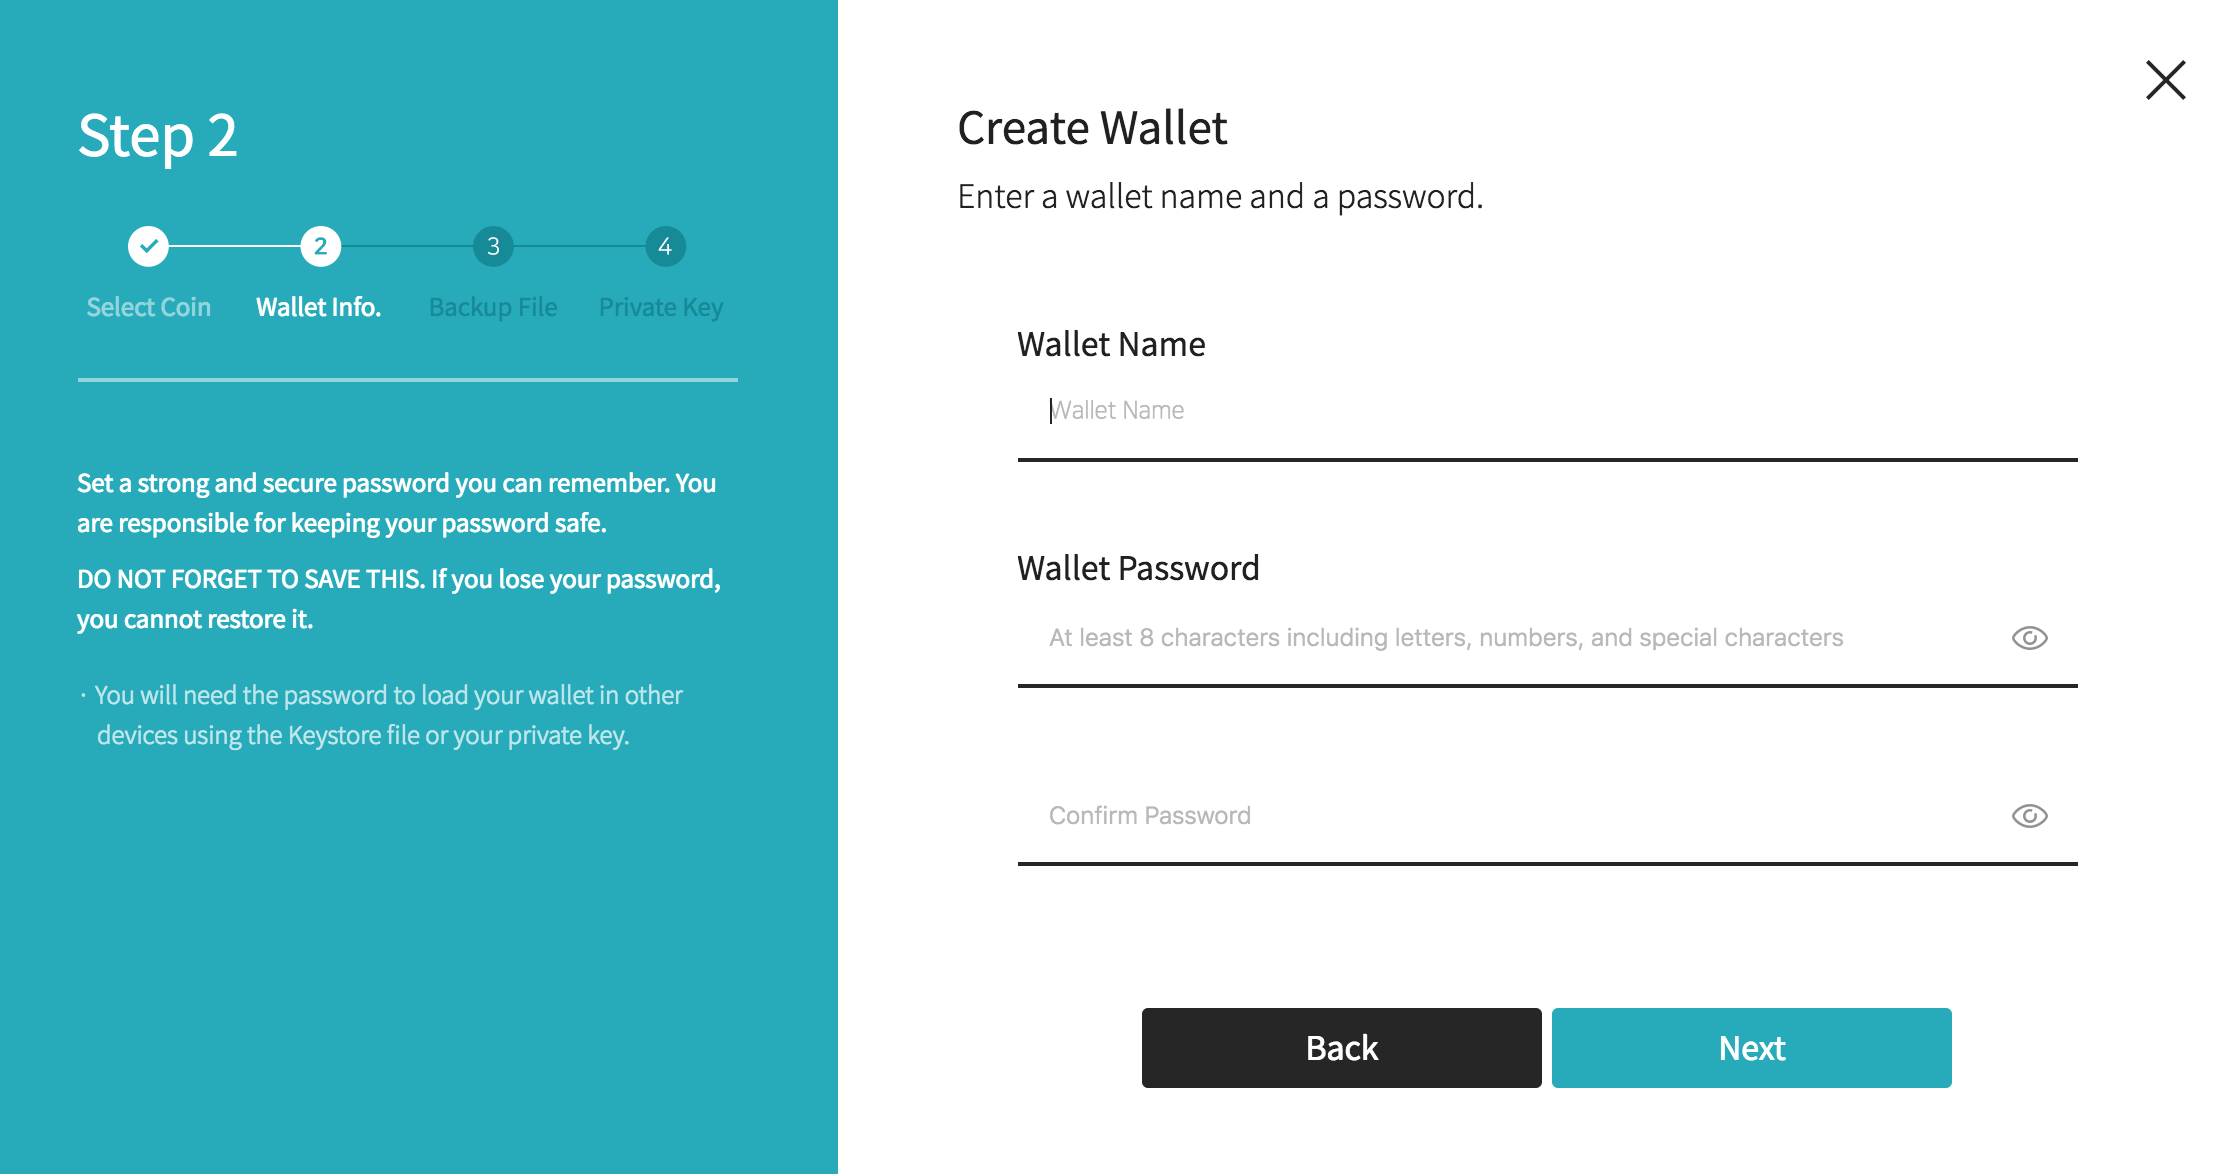 Step 2
2
3
4
Select Coin
Wallet Info.
Backup File
Private Key
Set a strong and secure password you can remember. You
are responsible for keeping your password safe.
DO NOT FORGET TO SAVE THIS. If you lose your password,
you cannot restore it.
· You will need the password to load your wallet in other
devices using the Keystore file or your private key.
Create Wallet
Enter a wallet name and a password.
Wallet Name
Wallet Name
Wallet Password
At least 8 characters including letters, numbers, and special characters
Confirm Password
Back
Next